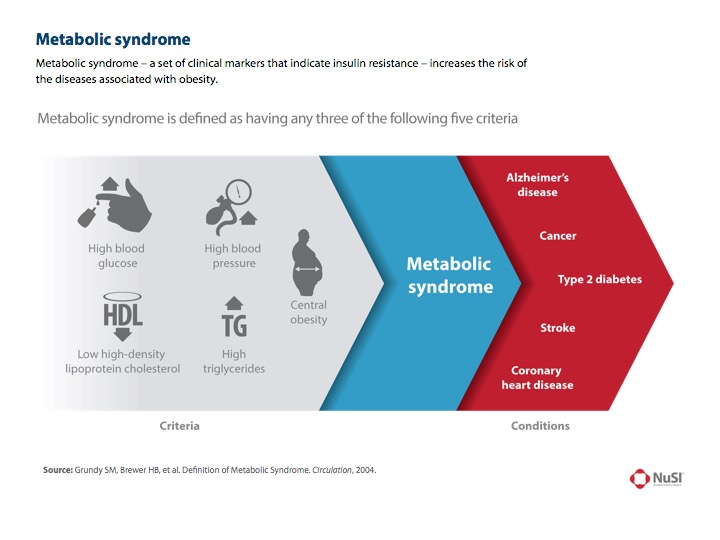 Metabolic syndrome
Metabolic syndrome – a set of clinical markers that indicate insulin resistance – increases the risk of
the diseases associated with obesity.
Metabolic syndrome is defined as having any three of the following five criteria
High blood
glucose
High blood
pressure
HDL
Low high-density
lipoprotein cholesterol
TG
High
triglycerides
Central
obesity
Metabolic
syndrome
Alzheimer’s
disease
Cancer
Type 2 diabetes
Stroke
Coronary
heart disease
Criteria
Conditions
Source: Grundy SM, Brewer HB, et al. Definition of Metabolic Syndrome. Circulation, 2004.
NuSI